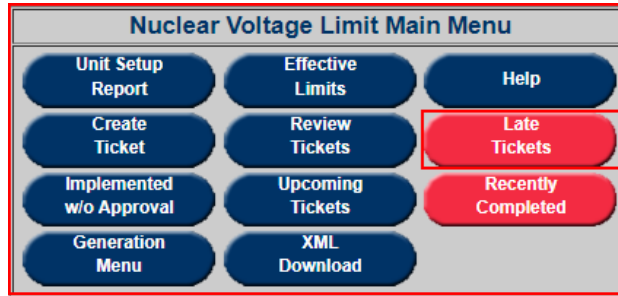 Nuclear Voltage Limit Main Menu
Unit Setup
Report
Effective
Limits
Help
Create
Ticket
Review
Tickets
Late
Tickets
Implemented
w/o Approval
Upcoming
Tickets
Recently
Completed
Generation
Menu
XML
Download